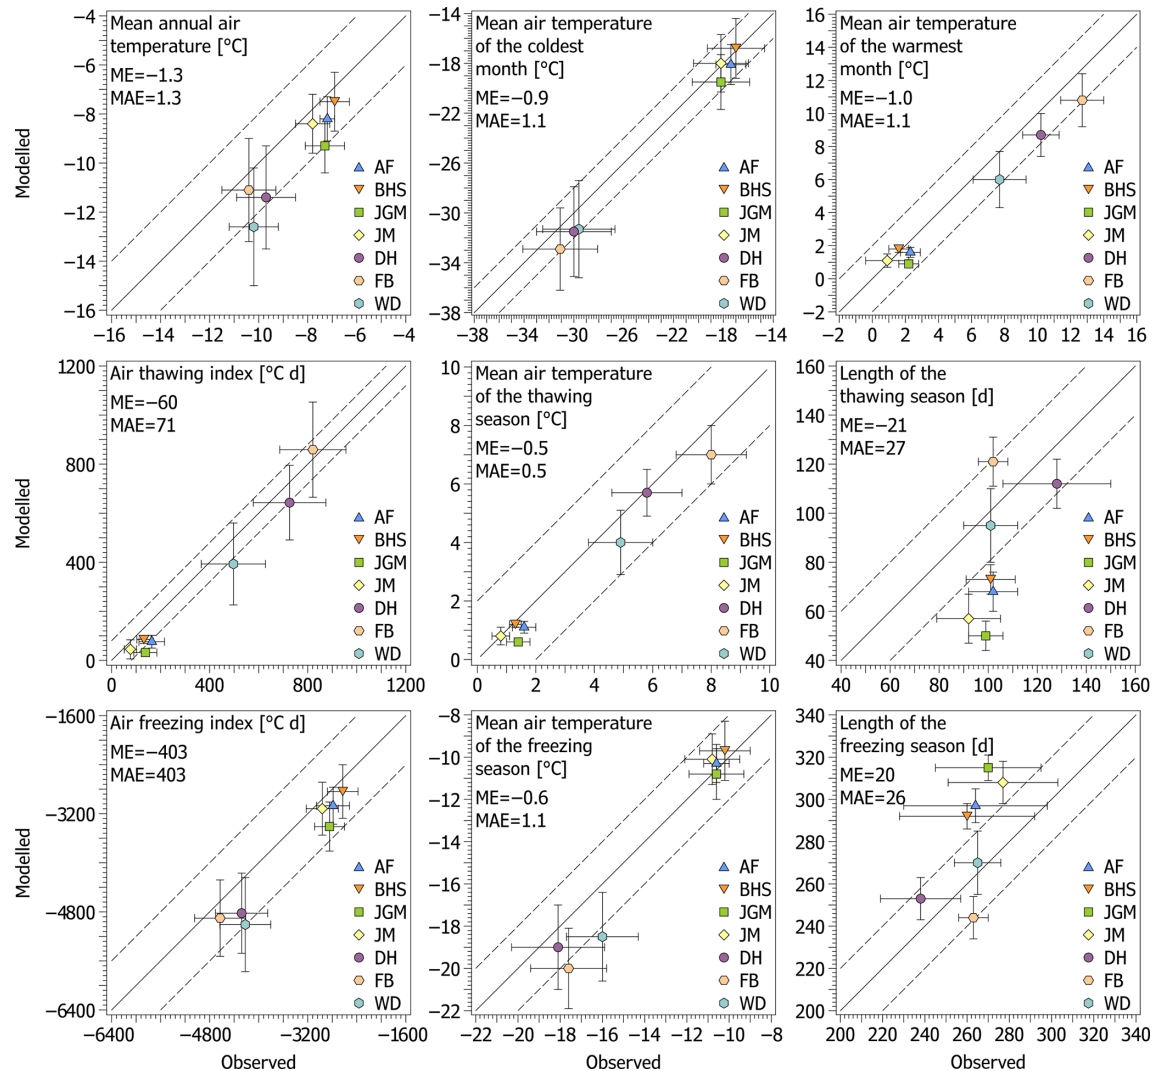 Mean annual air
temperature [°C]
ME=−1.3
MAE=1.3
−4
−6
−8
−10
−12
−14
−16
−16 −14 −12 −10 −8 −6 −4
Modelled
AF
BHS
JGM
JM
DH
FB
WD
Mean air temperature
of the coldest
month [°C]
ME=−0.9
MAE=1.1
−14
−18
−22
−26
−30
−34
−38
−38 −34 −30 −26 −22 −18 −14
AF
BHS
JGM
JM
DH
FB
WD
Mean air temperature
of the warmest
month [°C]
ME=−1.0
MAE=1.1
16
14
12
10
8
6
4
2
0
−2
−2 0 2 4 6 8 10 12 14 16
AF
BHS
JGM
JM
DH
FB
WD
Air thawing index [°C d]
ME=−60
MAE=71
1200
800
400
0
0 400 800 1200
Modelled
AF
BHS
JGM
JM
DH
FB
WD
Mean air temperature
of the thawing
season [°C]
ME=−0.5
MAE=0.5
10
8
6
4
2
0
0 2 4 6 8 10
AF
BHS
JGM
JM
DH
FB
WD
Length of the
thawing season [d]
ME=−21
MAE=27
160
140
120
100
80
60
40
40 60 80 100 120 140 160
AF
BHS
JGM
JM
DH
FB
WD
Air freezing index [°C d]
ME=−403
MAE=403
−1600
−3200
−4800
−6400
−6400 −4800 −3200 −1600
Modelled
Observed
AF
BHS
JGM
JM
DH
FB
WD
Mean air temperature
of the freezing
season [°C]
ME=−0.6
MAE=1.1
−8
−10
−12
−14
−16
−18
−20
−22
−22 −20 −18 −16 −14 −12 −10 −8
Observed
AF
BHS
JGM
JM
DH
FB
WD
Length of the
freezing season [d]
ME=20
MAE=26
340
320
300
280
260
240
220
200
200 220 240 260 280 300 320 340
Observed
AF
BHS
JGM
JM
DH
FB
WD